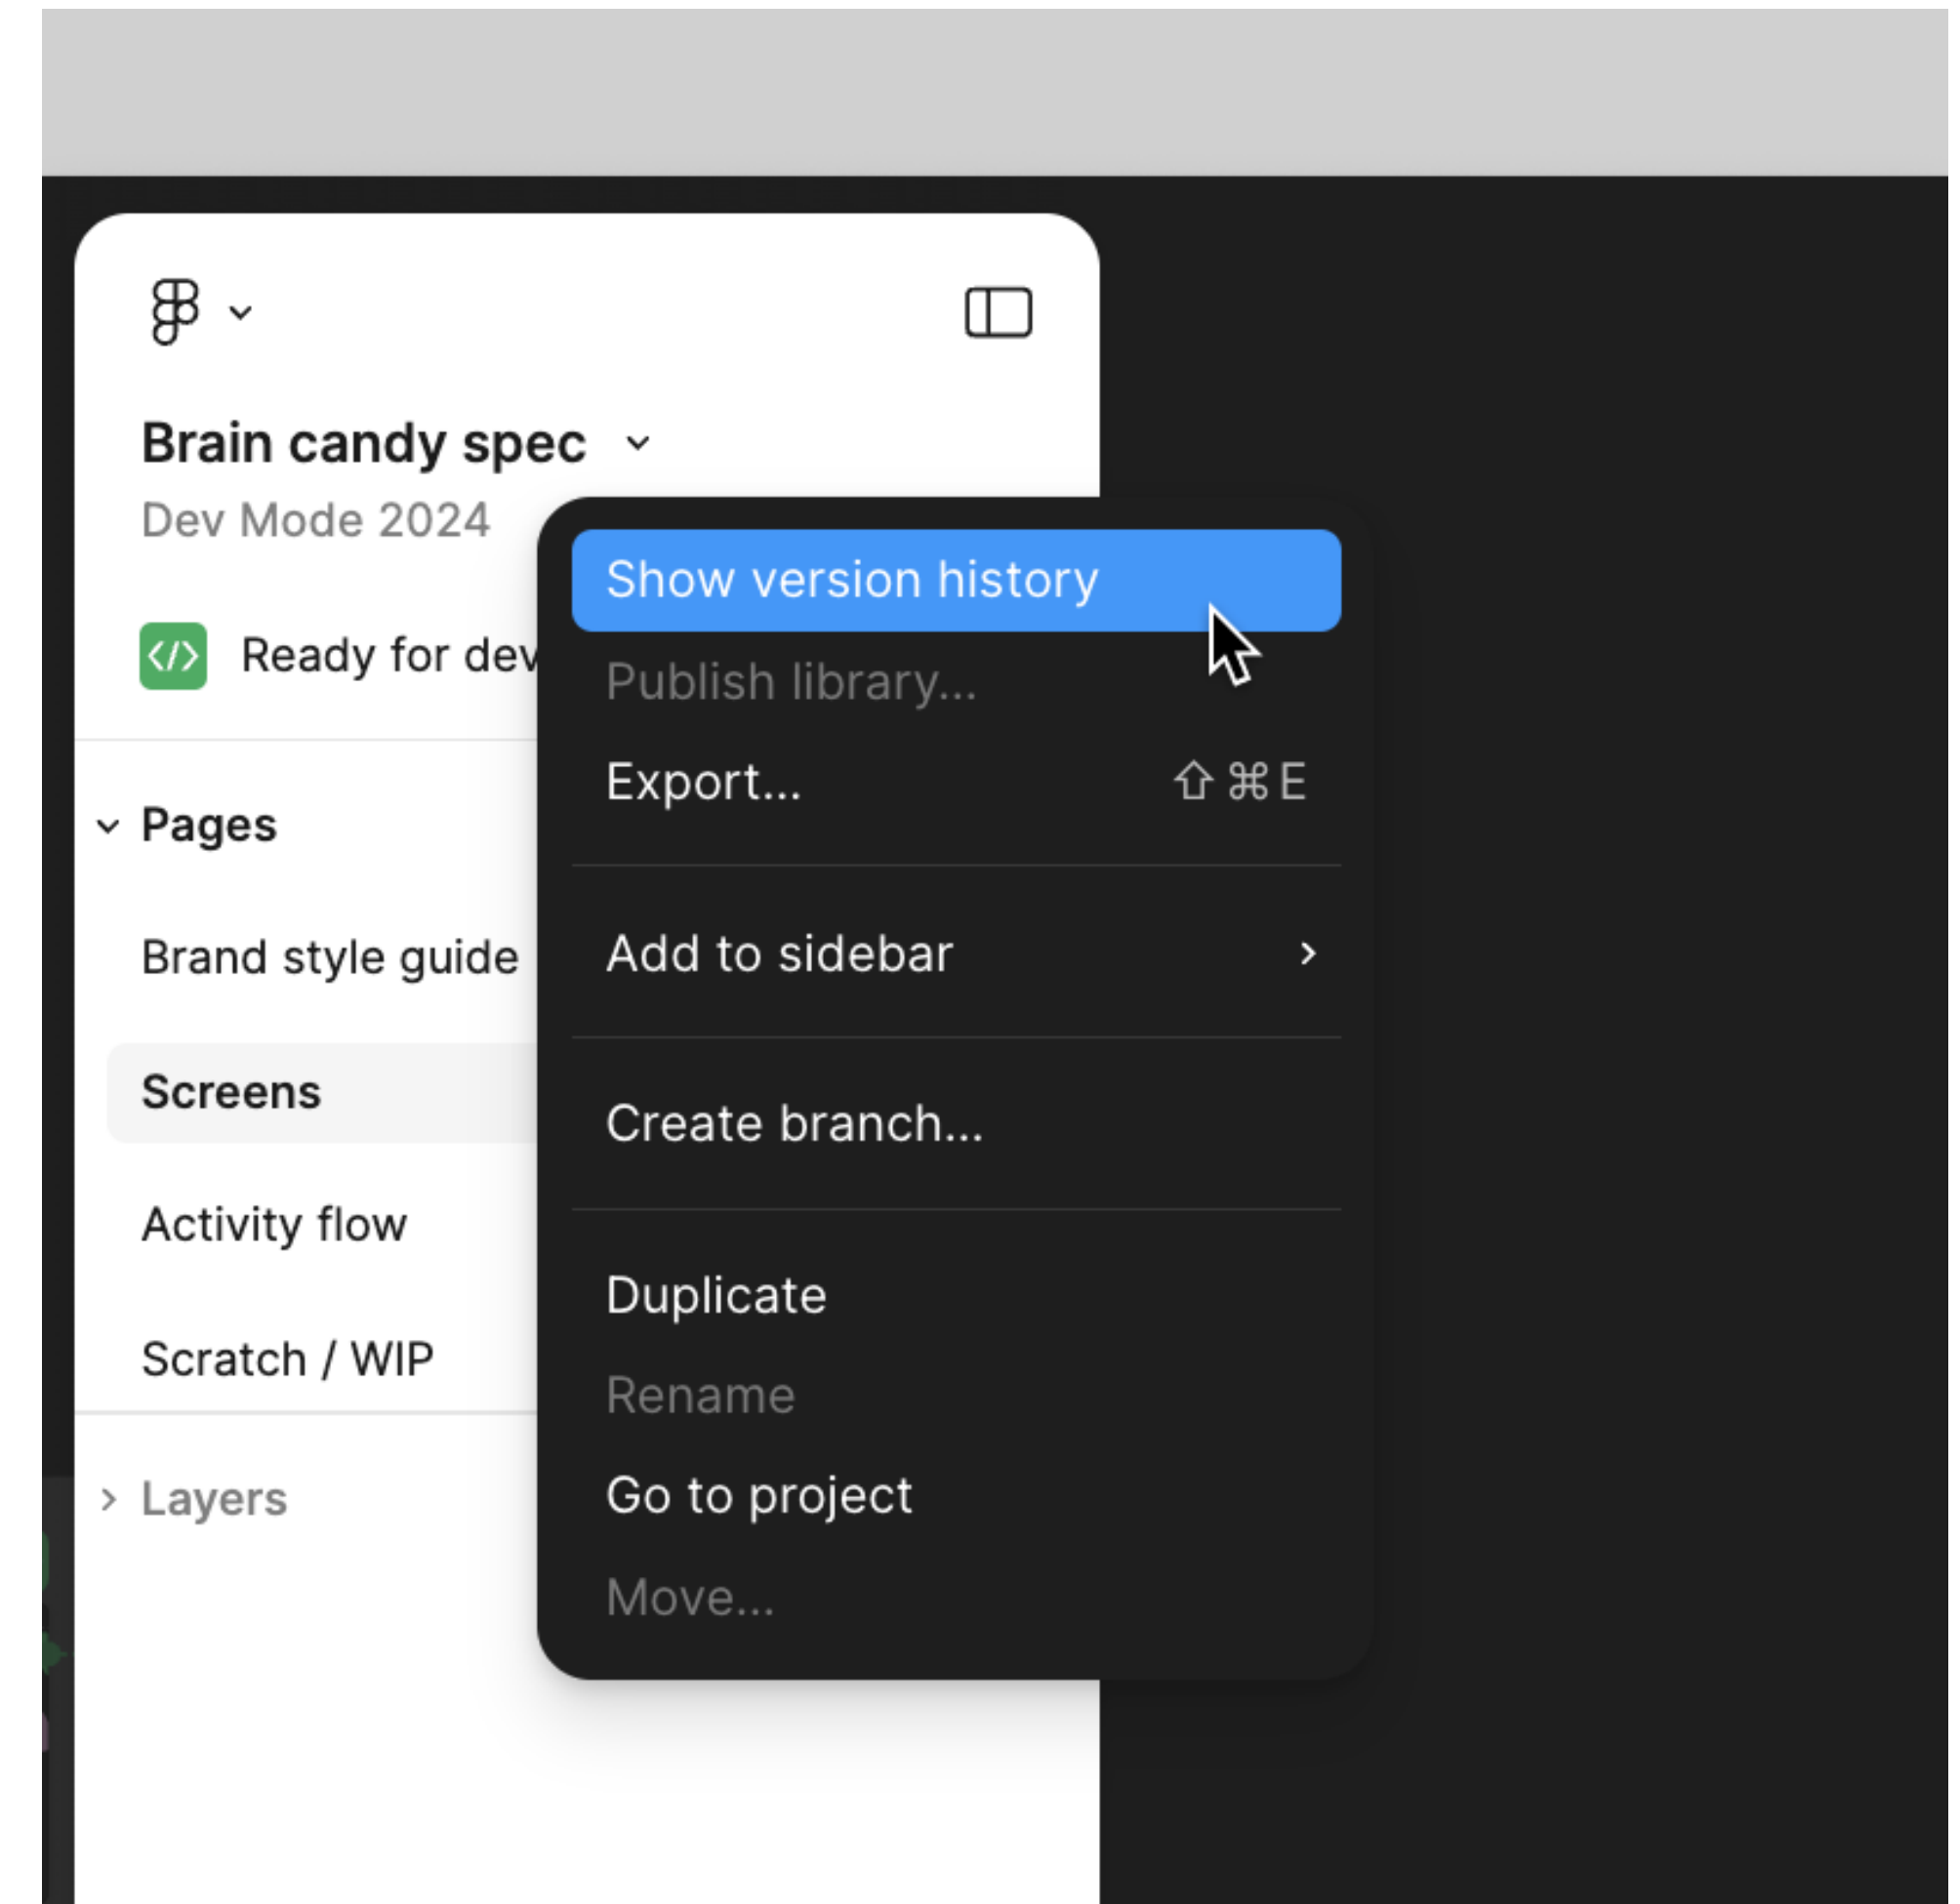 Brain candy spec
Dev Mode 2024
Ready for dev
Pages
Brand style guide
Screens
Activity flow
Scratch / WIP
Layers
Show version history
Publish library...
Export... ⇧⌘E
Add to sidebar
Create branch...
Duplicate
Rename
Go to project
Move...